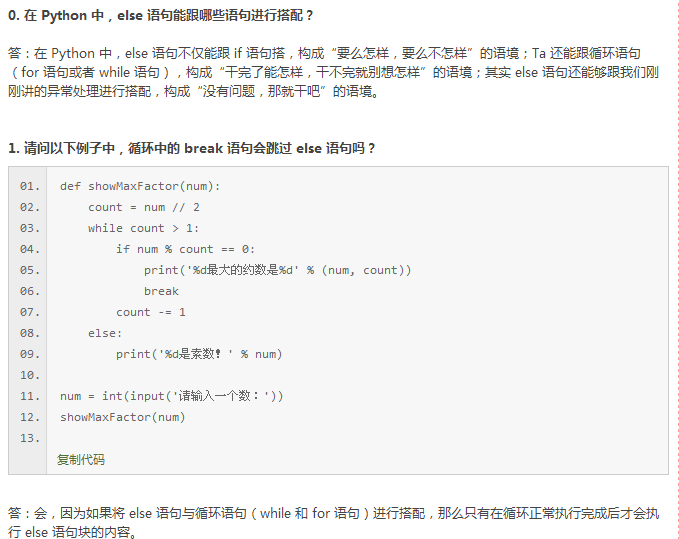 0. 在 Python 中，else 语句能跟哪些语句进行搭配？
答：在 Python 中，else 语句不仅能跟 if 语句搭，构成“要么怎样，要么不怎样”的语境；Ta 还能跟循环语句
（for 语句或者 while 语句），构成“干完了能怎样，干不完就别想怎样”的语境；其实 else 语句还能够跟我们刚
刚讲的异常处理进行搭配，构成“没有问题，那就干吧”的语境。
1. 请问以下例子中，循环中的 break 语句会跳过 else 语句吗？
01. def showMaxFactor(num):
02.     count = num // 2
03.     while count > 1:
04.         if num % count == 0:
05.             print('%d最大的约数是%d' % (num, count))
06.             break
07.         count -= 1
08.     else:
09.         print('%d是素数！' % num)
10.
11. num = int(input('请输入一个数：'))
12. showMaxFactor(num)
13.
复制代码
答：会，因为如果将 else 语句与循环语句（while 和 for 语句）进行搭配，那么只有在循环正常执行完成后才会执
行 else 语句块的内容。